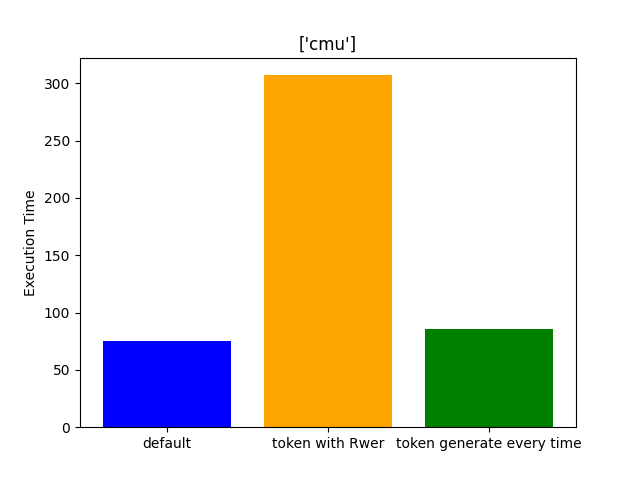 ['cmu']
Execution Time
300
250
200
150
100
50
0
default
token with Rwer
token generate every time